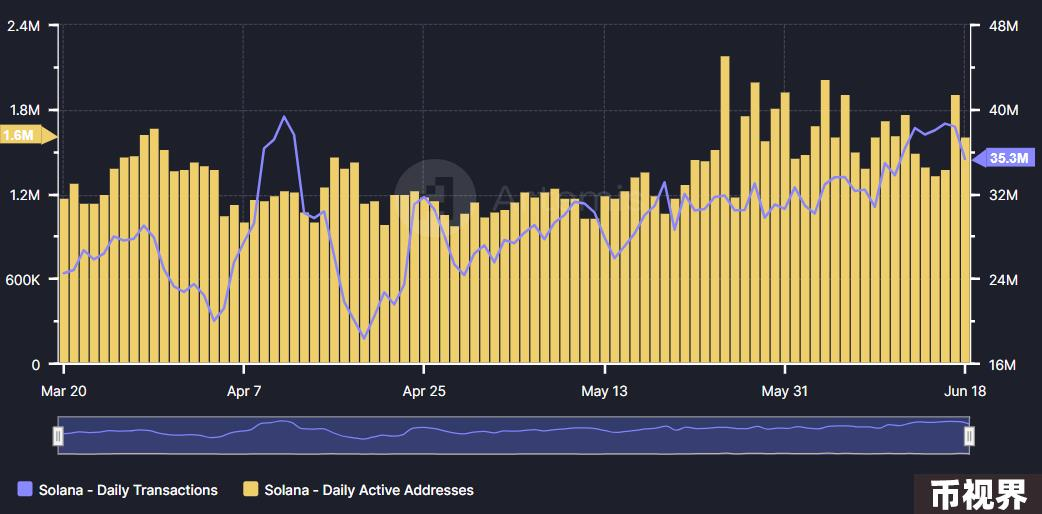 2.4M
48M
1.8M
40M
1.6M
35.3M
1.2M
32M
Artemis
600K
24M
0
16M
Mar 20
Apr 7
Apr 25
May 13
May 31
Jun 18
Solana - Daily Transactions
Solana - Daily Active Addresses
币视界